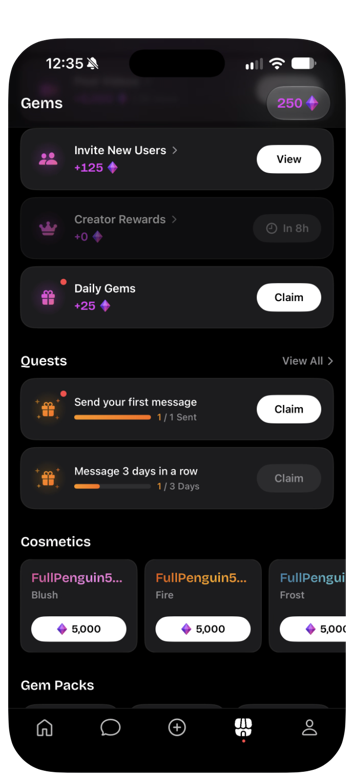 12:35
Gems
250
Invite New Users
+125
View
Creator Rewards
+0
In 8h
Daily Gems
+25
Claim
Quests
View All
Send your first message
1 / 1 Sent
Claim
Message 3 days in a row
1 / 3 Days
Claim
Cosmetics
FullPenguin5...
Blush
5,000
FullPenguin5...
Fire
5,000
FullPengui
Frost
Gem Packs